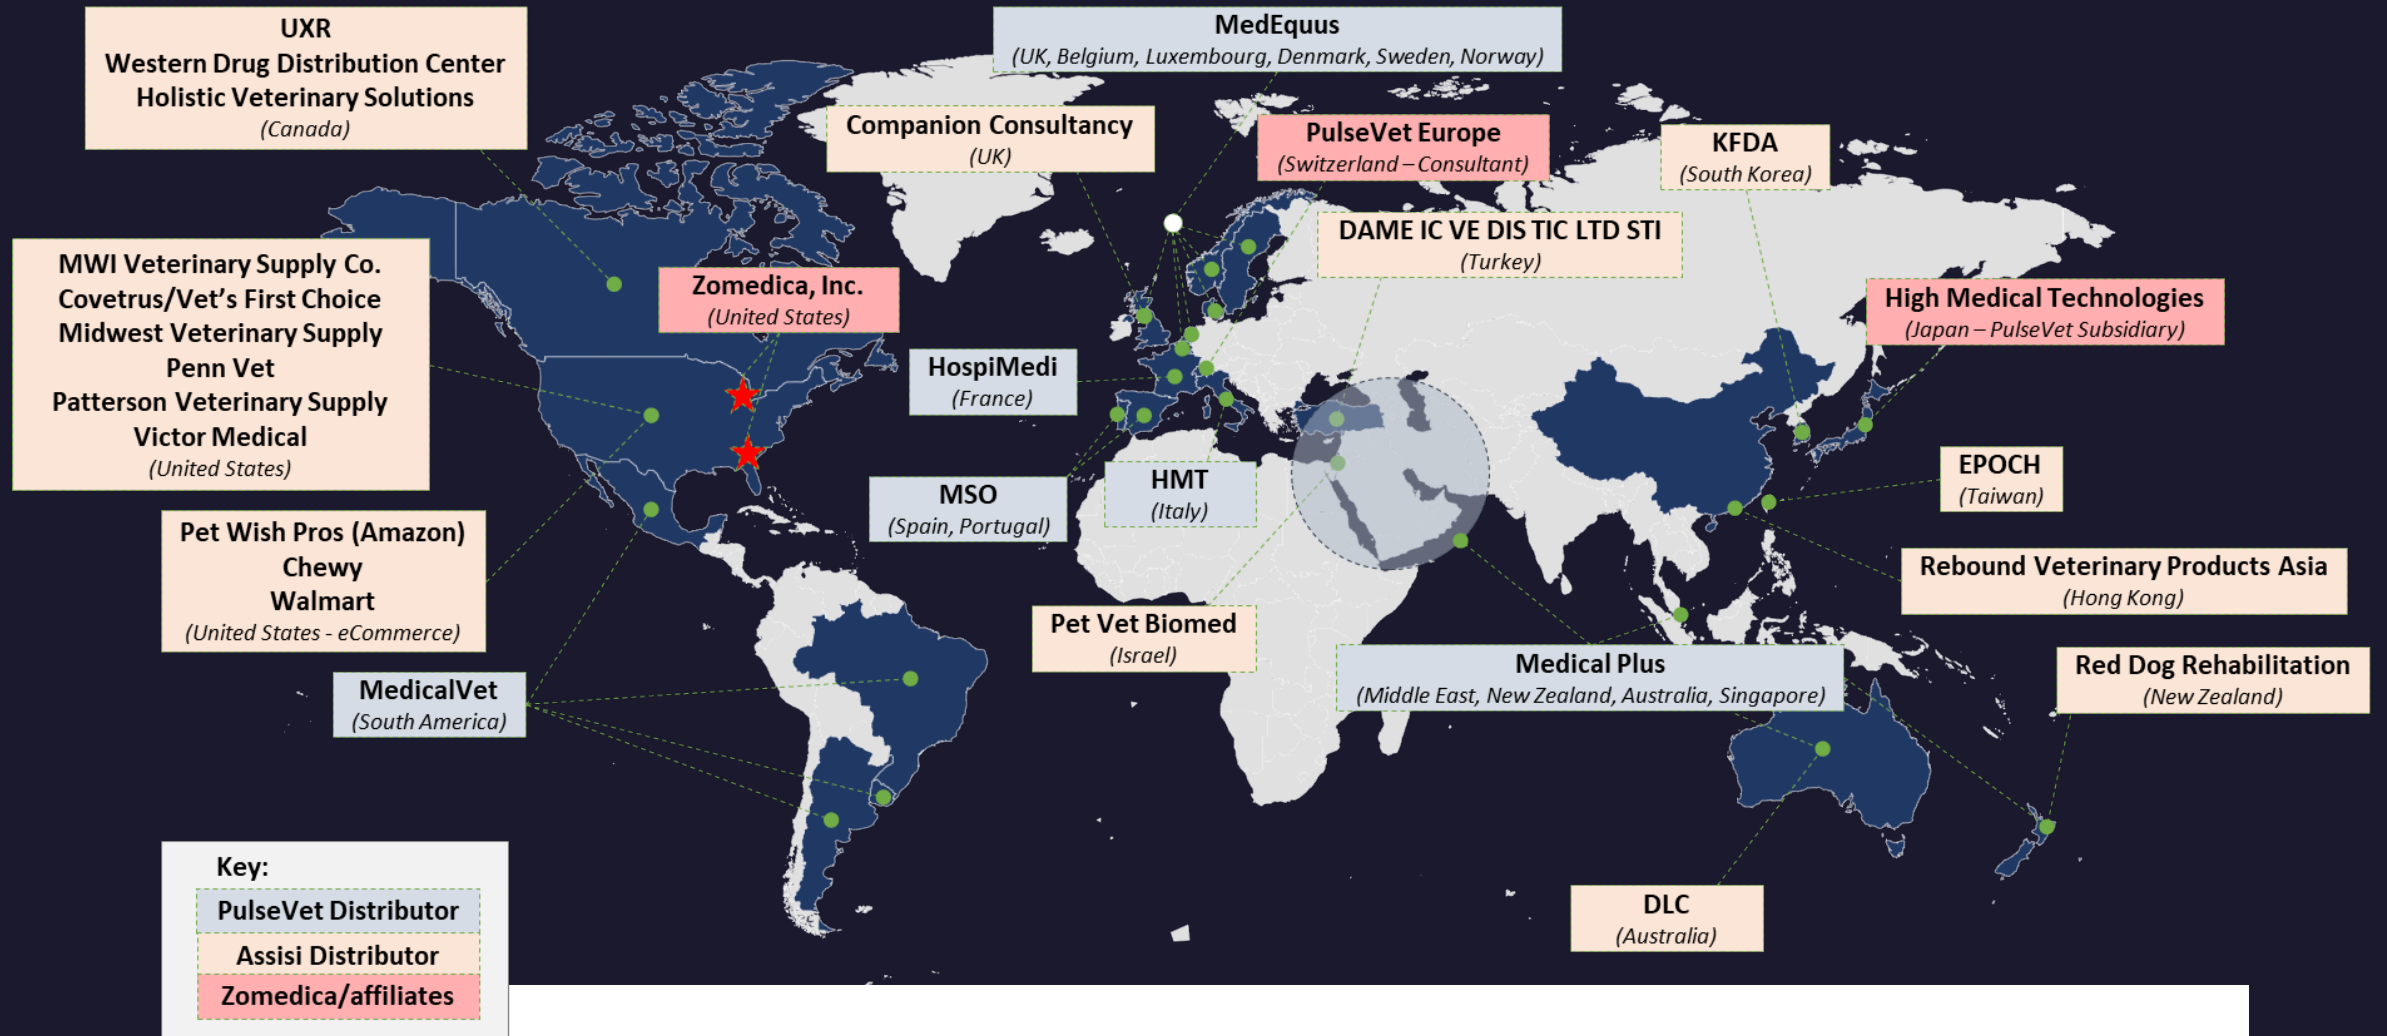 UXR
Western Drug Distribution Center
Holistic Veterinary Solutions
(Canada)
MedEquus
(UK, Belgium, Luxembourg, Denmark, Sweden, Norway)
Companion Consultancy
(UK)
PulseVet Europe
(Switzerland – Consultant)
KFDA
(South Korea)
DAME IC VE DIS TIC LTD STI
(Turkey)
MWI Veterinary Supply Co.
Covetrus/Vet's First Choice
Midwest Veterinary Supply
Penn Vet
Patterson Veterinary Supply
Victor Medical
(United States)
Zomedica, Inc.
(United States)
High Medical Technologies
(Japan – PulseVet Subsidiary)
HospiMedi
(France)
MSO
(Spain, Portugal)
HMT
(Italy)
EPOCH
(Taiwan)
Pet Wish Pros (Amazon)
Chewy
Walmart
(United States - eCommerce)
Rebound Veterinary Products Asia
(Hong Kong)
Pet Vet Biomed
(Israel)
Medical Plus
(Middle East, New Zealand, Australia, Singapore)
Red Dog Rehabilitation
(New Zealand)
MedicalVet
(South America)
DLC
(Australia)
Key:
PulseVet Distributor
Assisi Distributor
Zomedica/affiliates